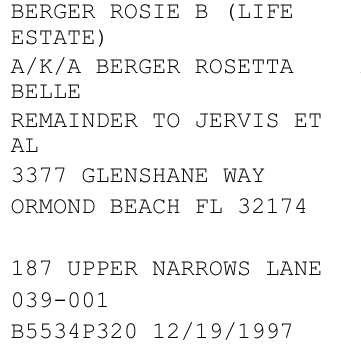 BERGER ROSIE B (LIFE
ESTATE)
A/K/A BERGER ROSETTA
BELLE
REMAINDER TO JERVIS ET
AL
3377 GLENSHANE WAY
ORMOND BEACH FL 32174
187 UPPER NARROWS LANE
039-001
B5534P320 12/19/1997